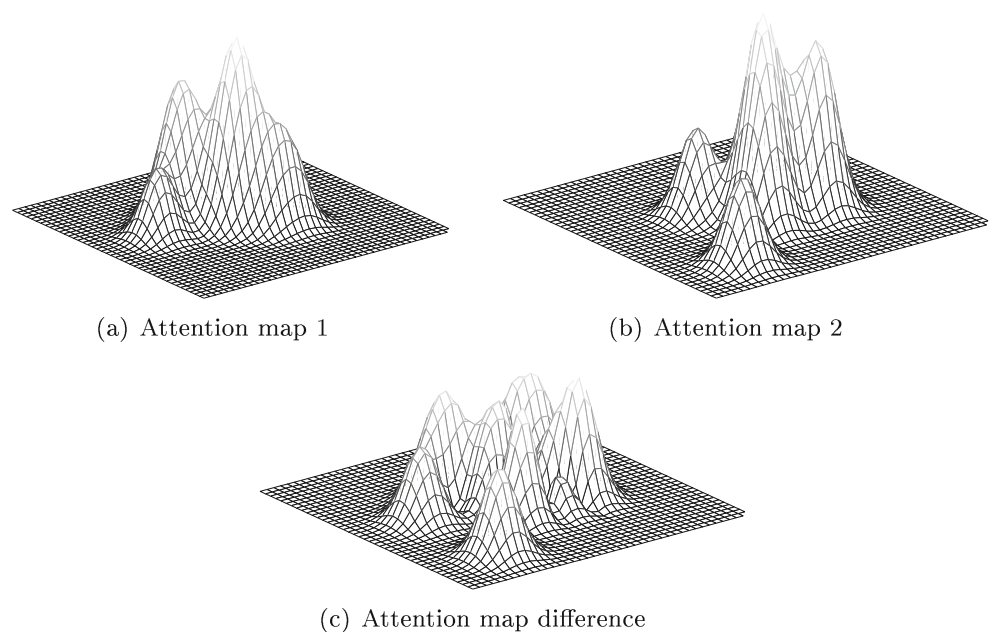 (a) Attention map 1
(b) Attention map 2
(c) Attention map difference